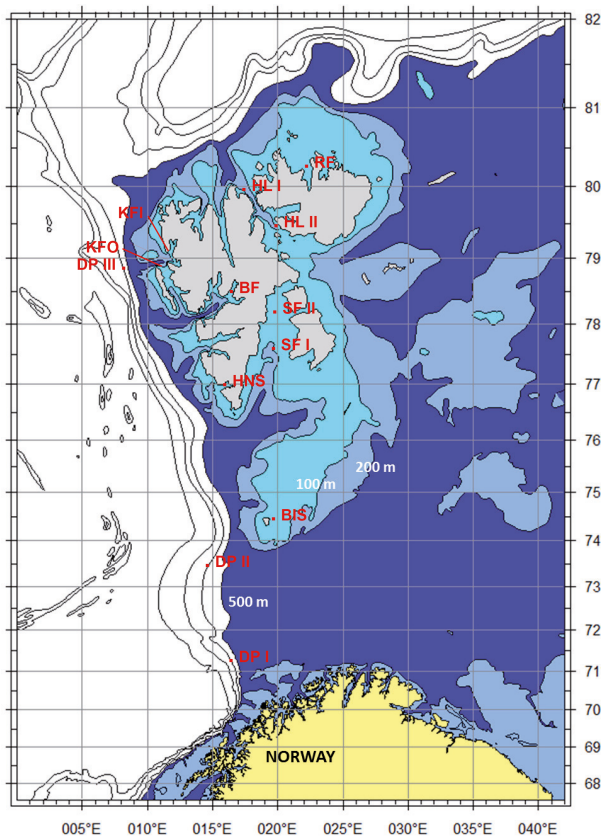 82
81
RF
80
HL I
KFI
HL II
KFO
79
DP III
BF
SF II
78
SF I
HNS
77
76
200 m
100 m
75
BIS
74
DP II
73
500 m
72
DP I
71
70
69
NORWAY
68
005°E 010°E 015°E 020°E 025°E 030°E 035°E 040°E